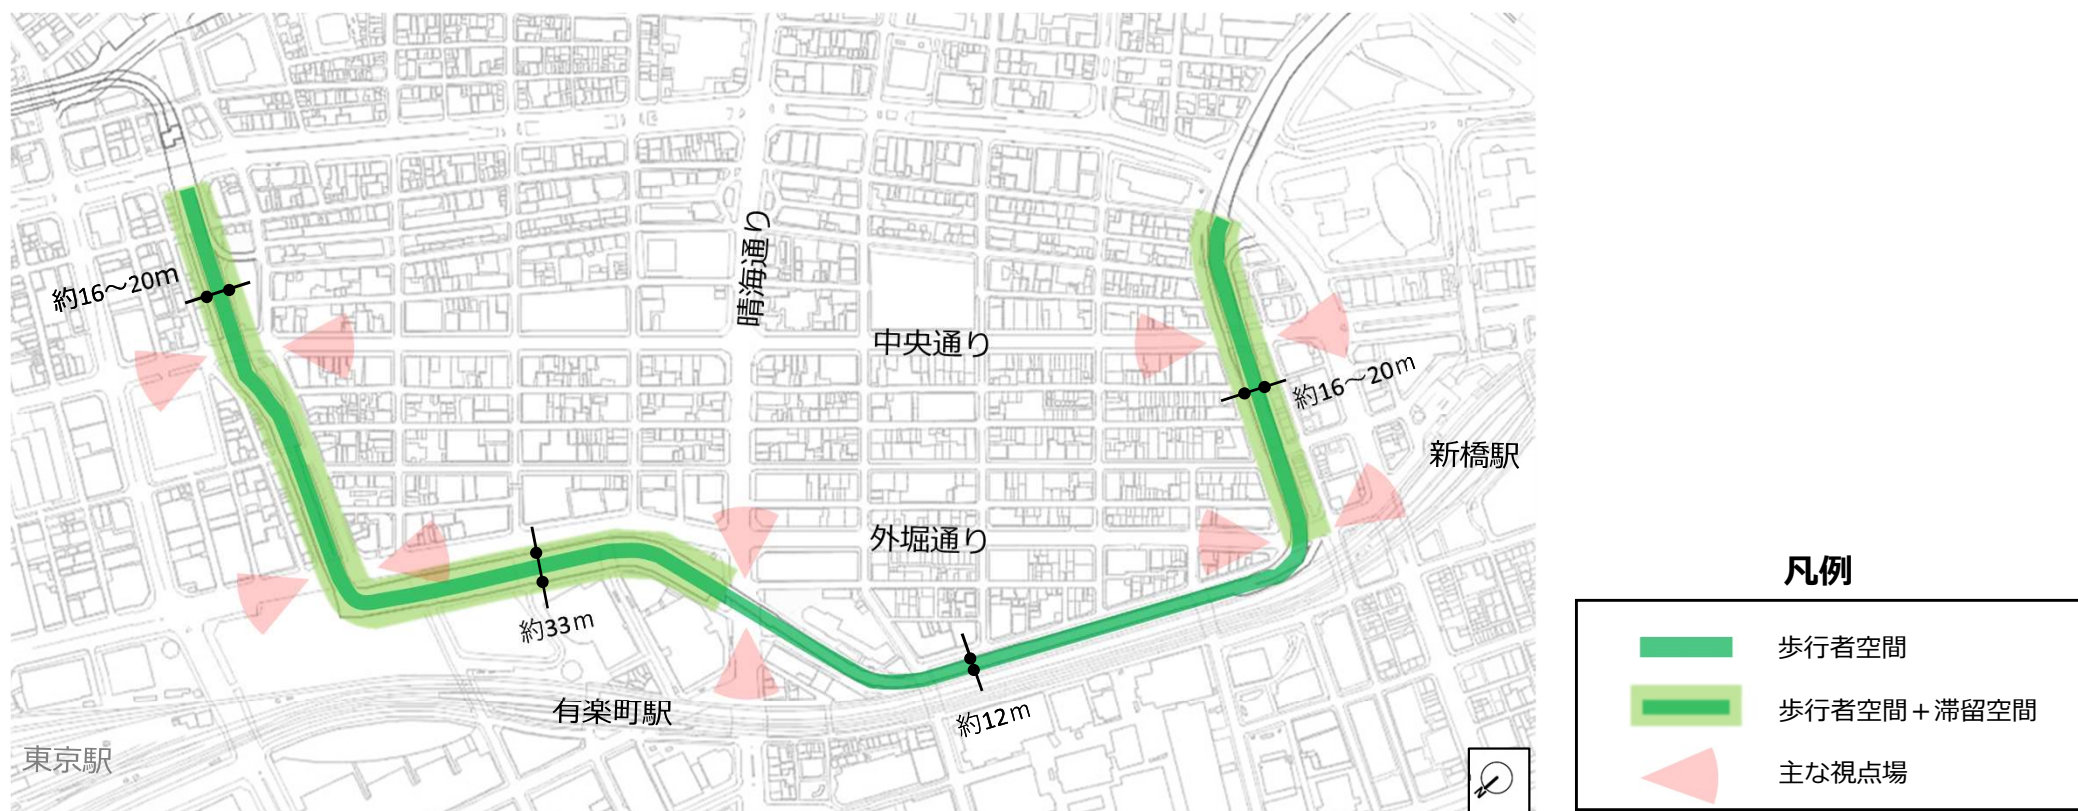 約16～20m
晴海通り
中央通り
約16～20m
新橋駅
外堀通り
約33m
約12m
有楽町駅
東京駅
凡例
歩行者空間
歩行者空間＋滞留空間
主な視点場